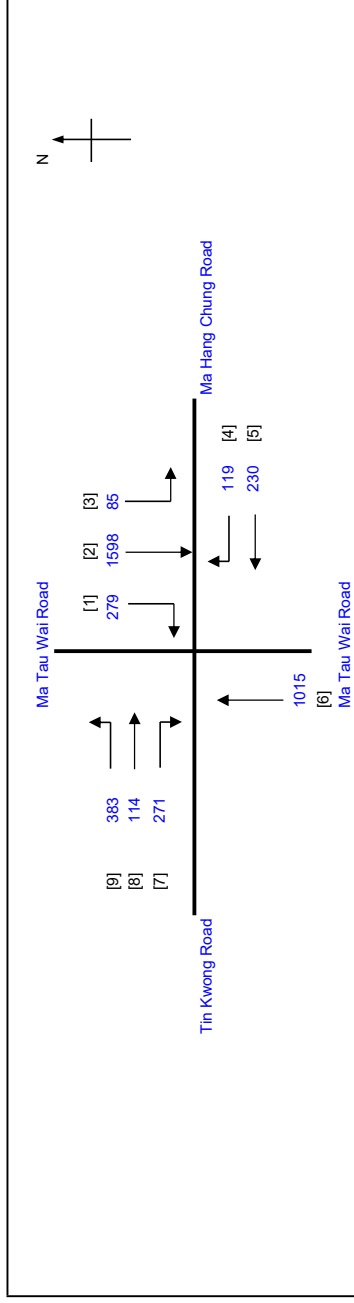 N
Ma Tau Wai Road
[1] [2] [3]
279 1598 85
[9] 383
[8] 114
[7] 271
Ma Hang Chung Road
Tin Kwong Road
119 [4]
230 [5]
1015
[6]
Ma Tau Wai Road